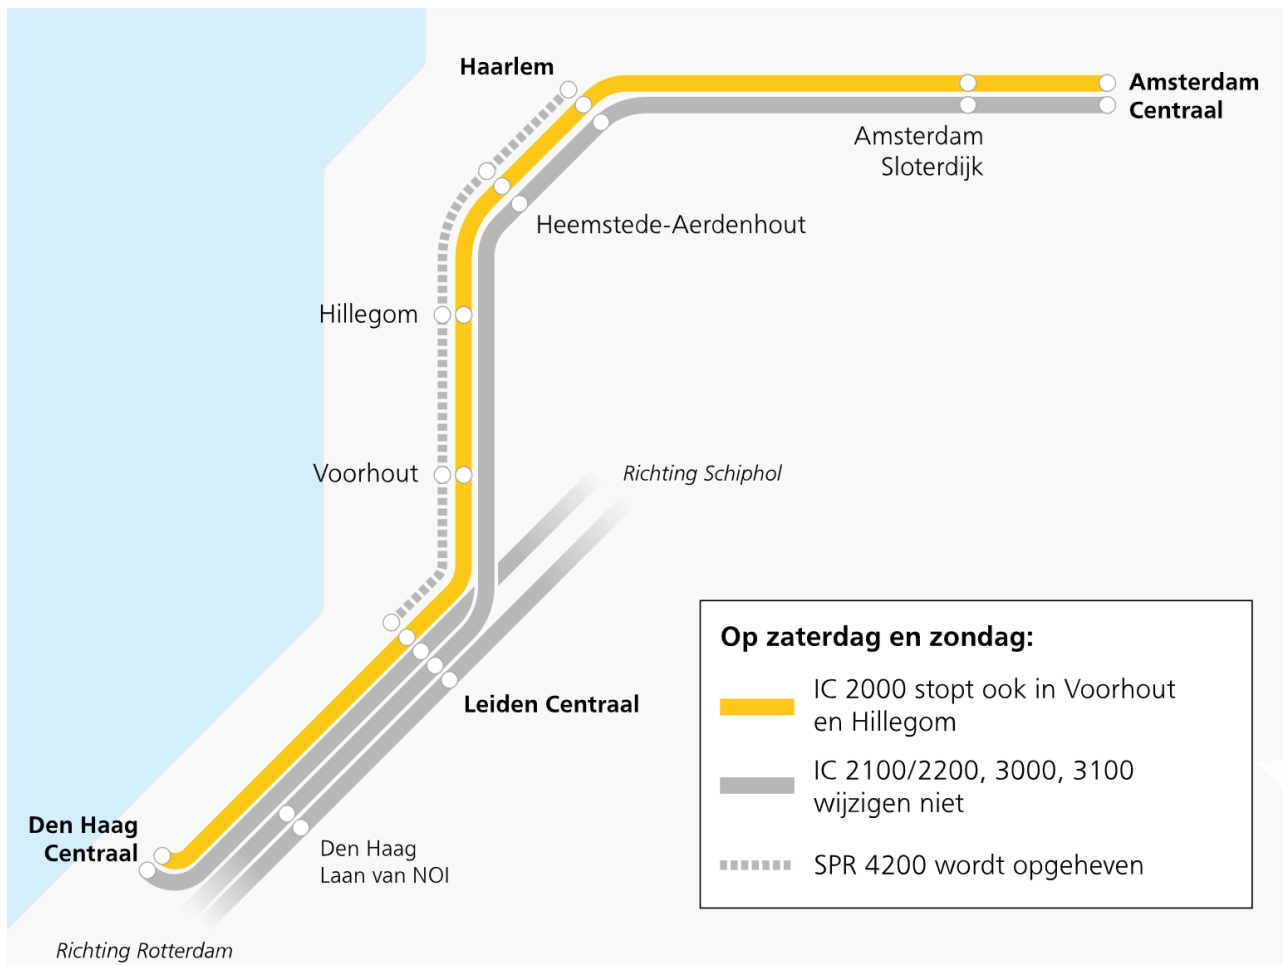 Haarlem
Amsterdam
Centraal
Amsterdam
Sloterdijk
Heemstede-Aerdenhout
Hillegom
Voorhout
Richting Schiphol
Leiden Centraal
Den Haag
Centraal
Den Haag
Laan van NOI
Richting Rotterdam
Op zaterdag en zondag:
IC 2000 stopt ook in Voorhout
en Hillegom
IC 2100/2200, 3000, 3100
wijzigen niet
SPR 4200 wordt opgeheven